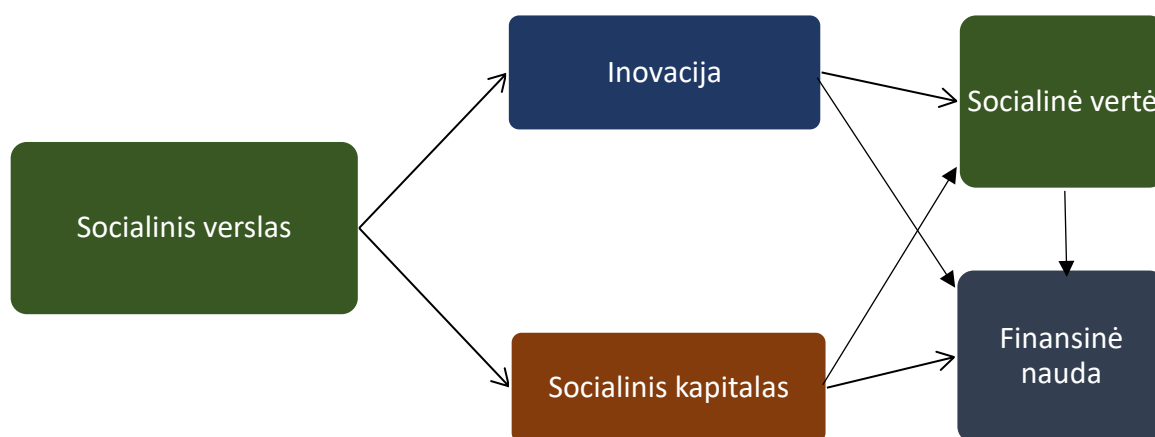 Inovacija
Socialinė vertė
Socialinis verslas
Socialinis kapitalas
Finansinė
nauda